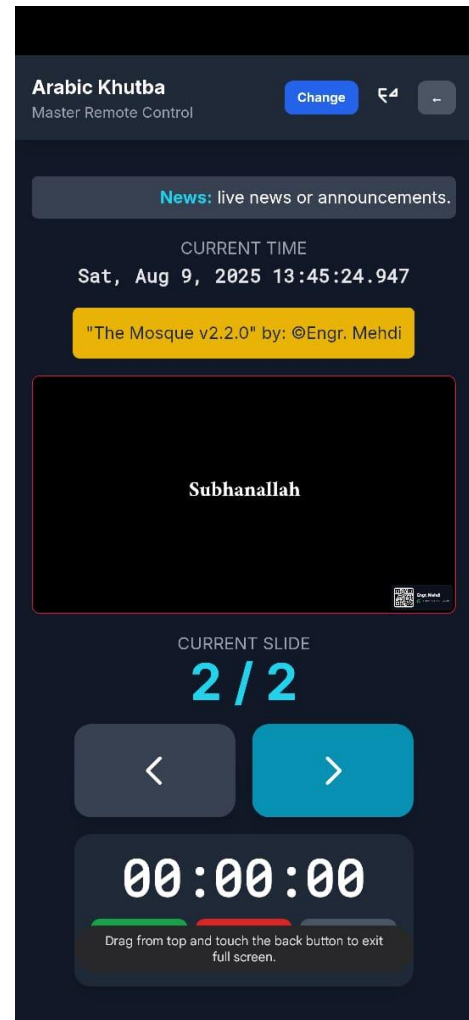 Arabic Khutba
Master Remote Control
Change
←
News: live news or announcements.
CURRENT TIME
Sat, Aug 9, 2025 13:45:24.947
"The Mosque v2.2.0" by: ©Engr. Mehdi
Subhanallah
Engr. Mehdi
CURRENT SLIDE
2 / 2
00:00:00
Drag from top and touch the back button to exit
full screen.